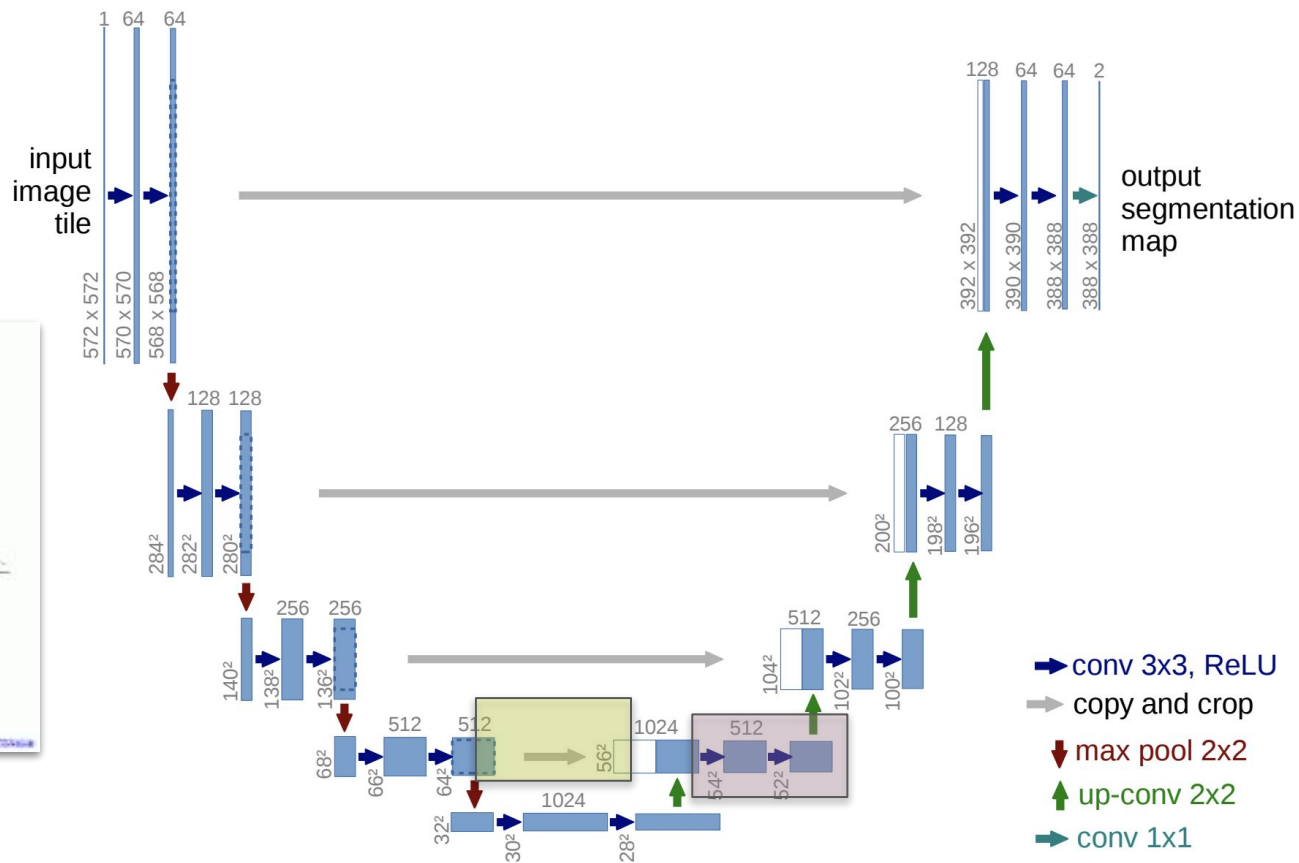 1 64 64
128 64 64 2
input
image
tile
output
segmentation
map
572 x 572
570 x 570
568 x 568
392 x 392
390 x 390
388 x 388
388 x 388
128 128
256 128
284²
282²
280²
200²
198²
196²
256 256
512 256
140²
138²
136²
104²
102²
100²
512 512
1024 512
68²
66²
64²
56²
54²
52²
1024
32²
30²
28²
conv 3x3, ReLU
copy and crop
max pool 2x2
up-conv 2x2
conv 1x1